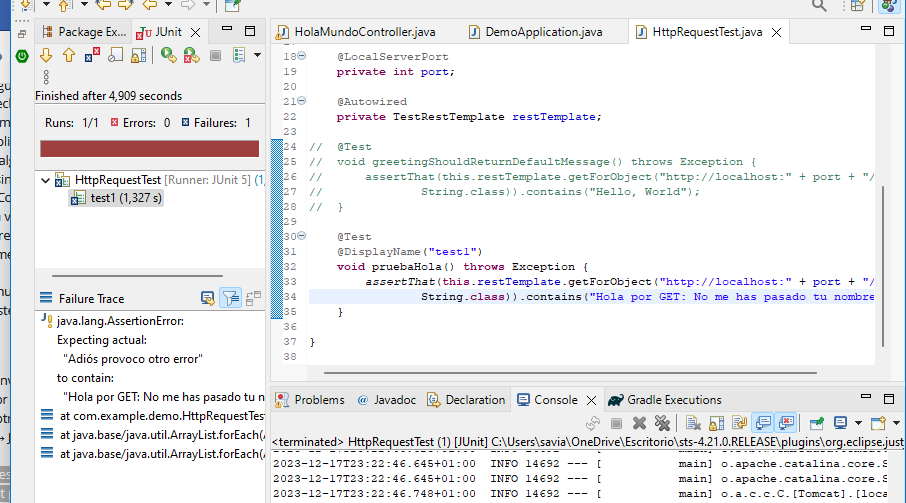 Package Ex...
JUnit
Finished after 4,909 seconds
Runs: 1/1
Errors: 0
Failures: 1
HttpRequestTest [Runner: JUnit 5] (1,
test1 (1,327 s)
Failure Trace
java.lang.AssertionError:
Expecting actual:
"Adiós provoco otro error"
to contain:
"Hola por GET: No me has pasado tu n
at com.example.demo.HttpRequestTest
at java.base/java.util.ArrayList.forEach(
at java.base/java.util.ArrayList.forEach(
HolaMundoController.java
DemoApplication.java
HttpRequestTest.java
18 @LocalServerPort
19 private int port;
20
21 @Autowired
22 private TestRestTemplate restTemplate;
23
24 // @Test
25 // void greetingShouldReturnDefaultMessage() throws Exception {
26 // assertThat(this.restTemplate.getForObject("http://localhost:" + port + "/
27 // String.class)).contains("Hello, World");
28 // }
29
30 @Test
31 @DisplayName("test1")
32 void pruebaHola() throws Exception {
33 assertThat(this.restTemplate.getForObject("http://localhost:" + port + "/
34 String.class)).contains("Hola por GET: No me has pasado tu nombre
35 }
36
37 }
38
Problems
@ Javadoc
Declaration
Console
Gradle Executions
<terminated> HttpRequestTest (1) [JUnit] C:\Users\savia\OneDrive\Escritorio\sts-4.21.0.RELEASE\plugins\org.eclipse.just
2023-12-17T23:22:46.645+01:00 INFO 14692 --- [ main] o.apache.catalina.core.S
2023-12-17T23:22:46.645+01:00 INFO 14692 --- [ main] o.apache.catalina.core.S
2023-12-17T23:22:46.748+01:00 INFO 14692 --- [ main] o.a.c.c.C.[Tomcat].[loca